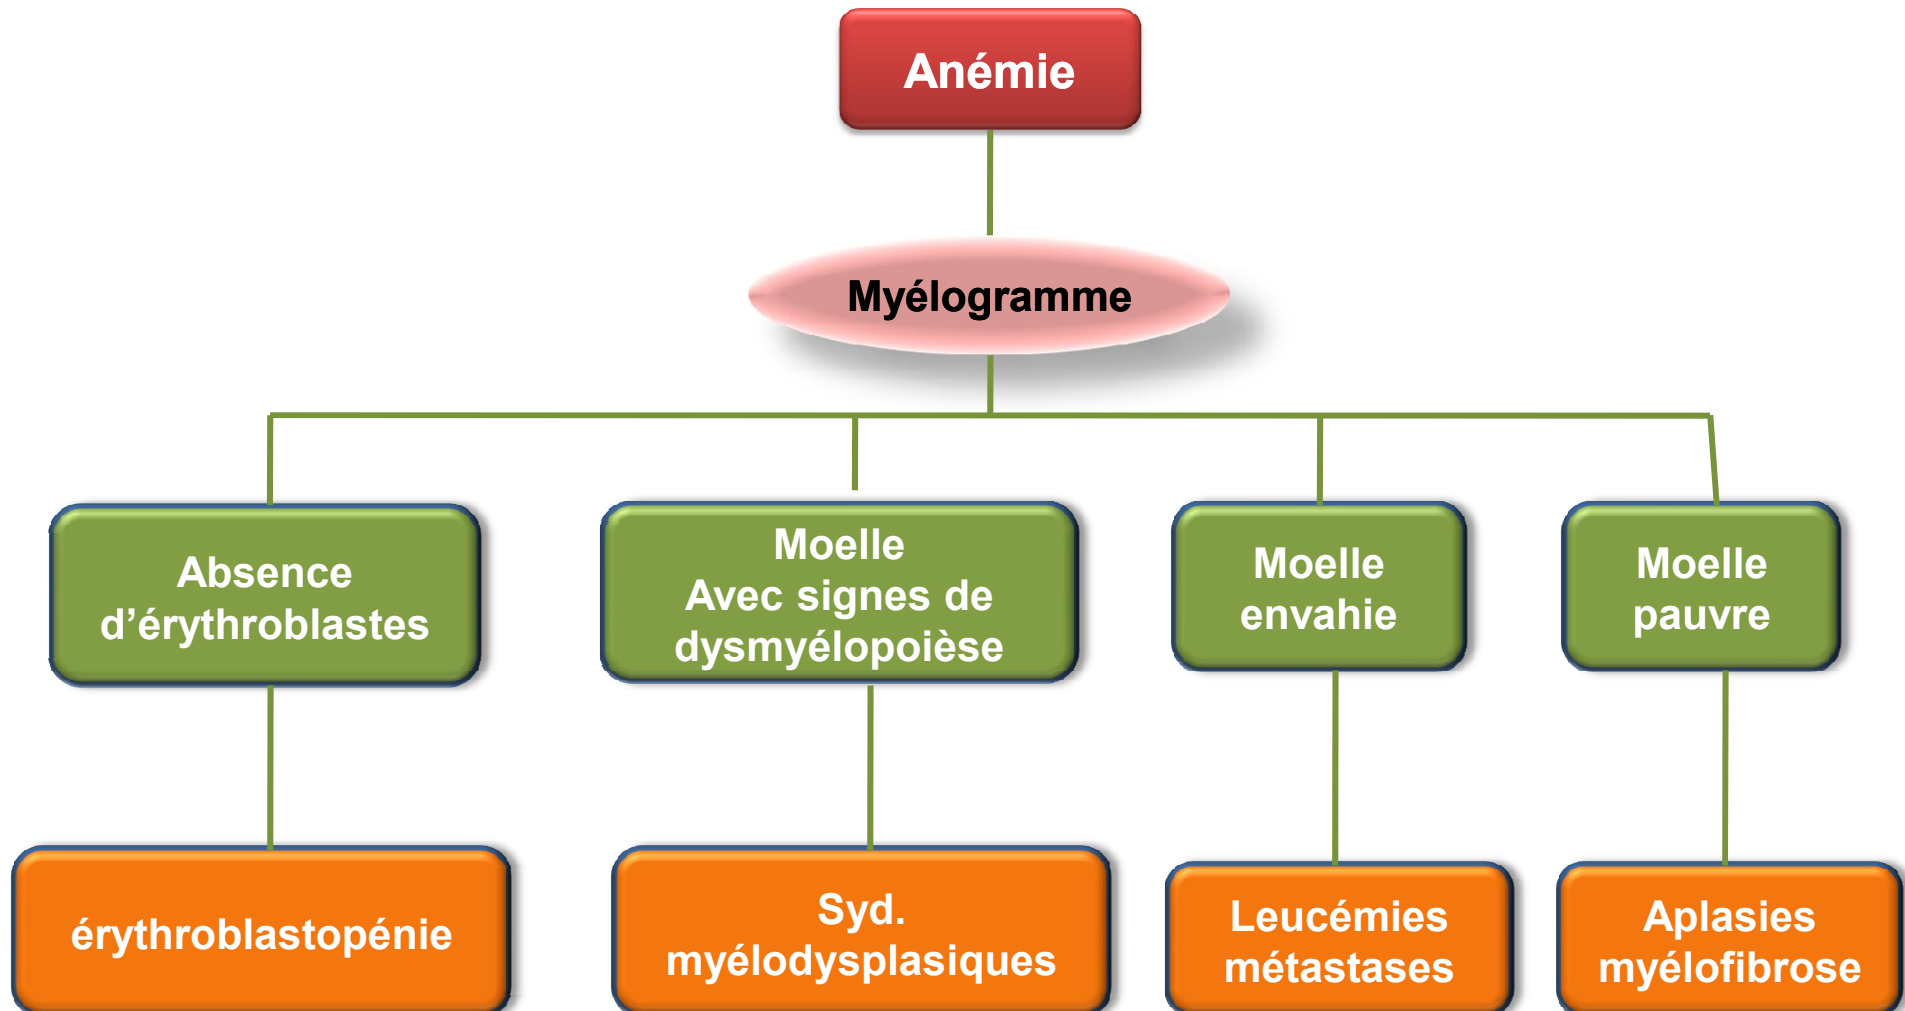 Anémie
Myélogramme
Absence
d’érythroblastes
Moelle
Avec signes de
dysmyélopoièse
Moelle
envahie
Moelle
pauvre
érythroblastopénie
Syd.
myélodysplasiques
Leucémies
métastases
Aplasies
myélofibrose